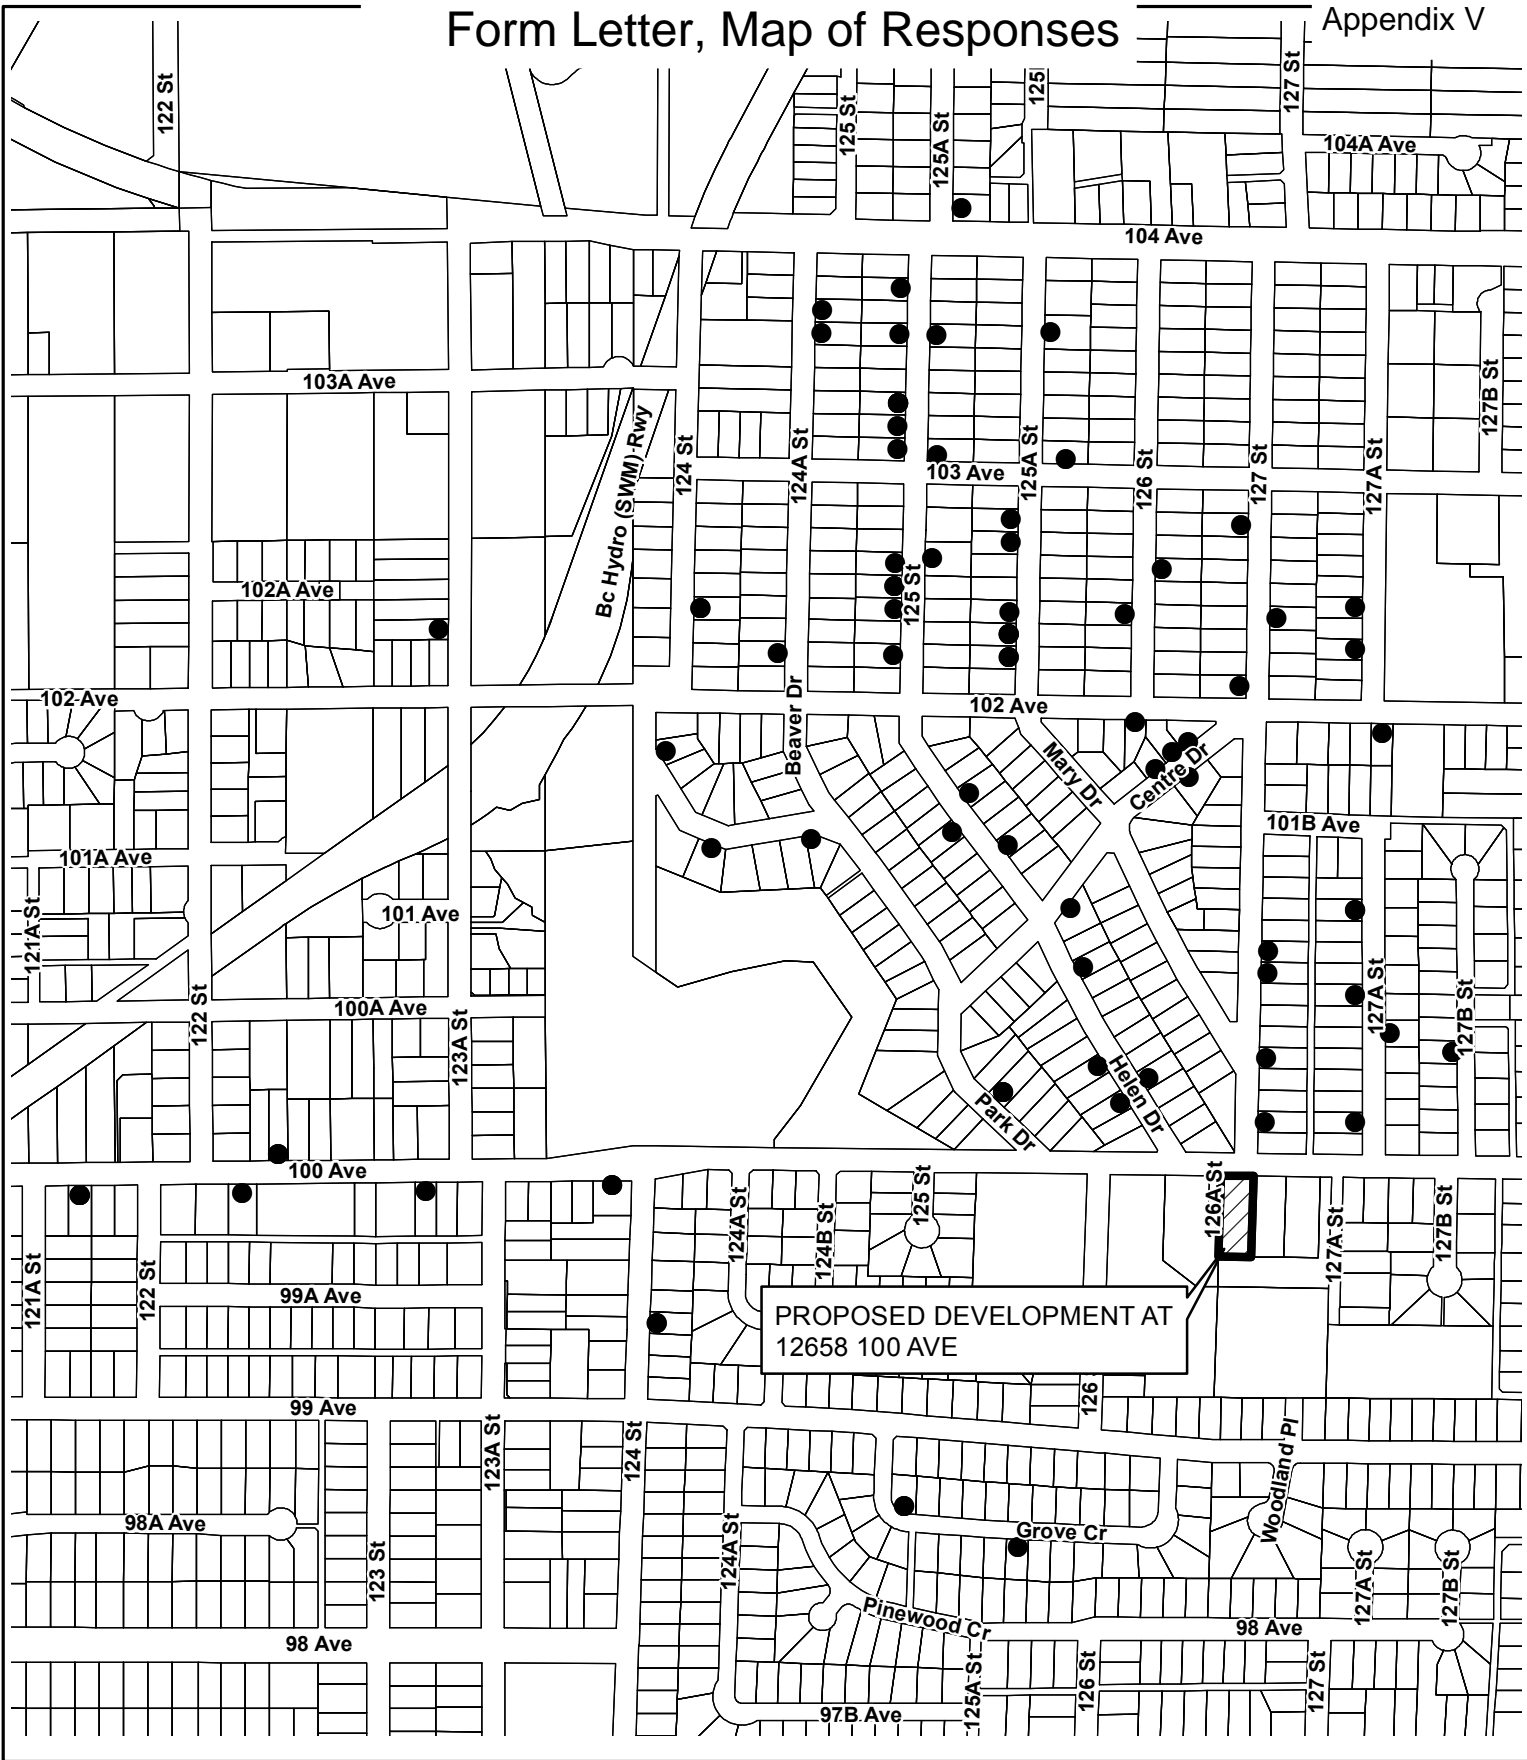 Form Letter, Map of Responses
Appendix V
122 St
125 St
125A St
125
127 St
104A Ave
104 Ave
103A Ave
127B St
Bc Hydro (SWM) Rwy
124 St
124A St
103 Ave
125A St
126 St
127 St
127A St
102A Ave
125 St
102 Ave
102 Ave
Beaver Dr
Mary Dr
Centre Dr
101B Ave
101A Ave
121A St
101 Ave
122 St
100A Ave
123A St
127A St
127B St
Helen Dr
Park Dr
100 Ave
124A St
124B St
125 St
126A St
127A St
127B St
121A St
122 St
99A Ave
PROPOSED DEVELOPMENT AT
12658 100 AVE
126
99 Ave
123A St
124 St
Woodland Pl
98A Ave
123 St
124A St
Grove Cr
127A St
127B St
Pinewood Cr
98 Ave
98 Ave
125A St
126 St
127 St
97B Ave